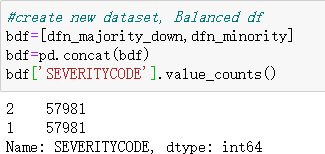 #create new dataset, Balanced df
bdf=[dfn_majority_down,dfn_minority]
bdf=pd.concat(bdf)
bdf['SEVERITYCODE'].value_counts()
2    57981
1    57981
Name: SEVERITYCODE, dtype: int64